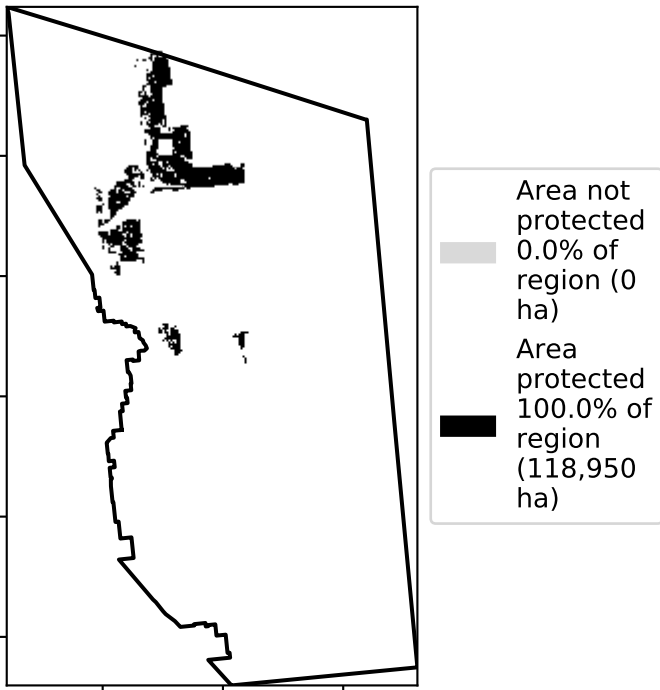 Area not
protected
0.0% of
region (0
ha)
Area
protected
100.0% of
region
(118,950
ha)